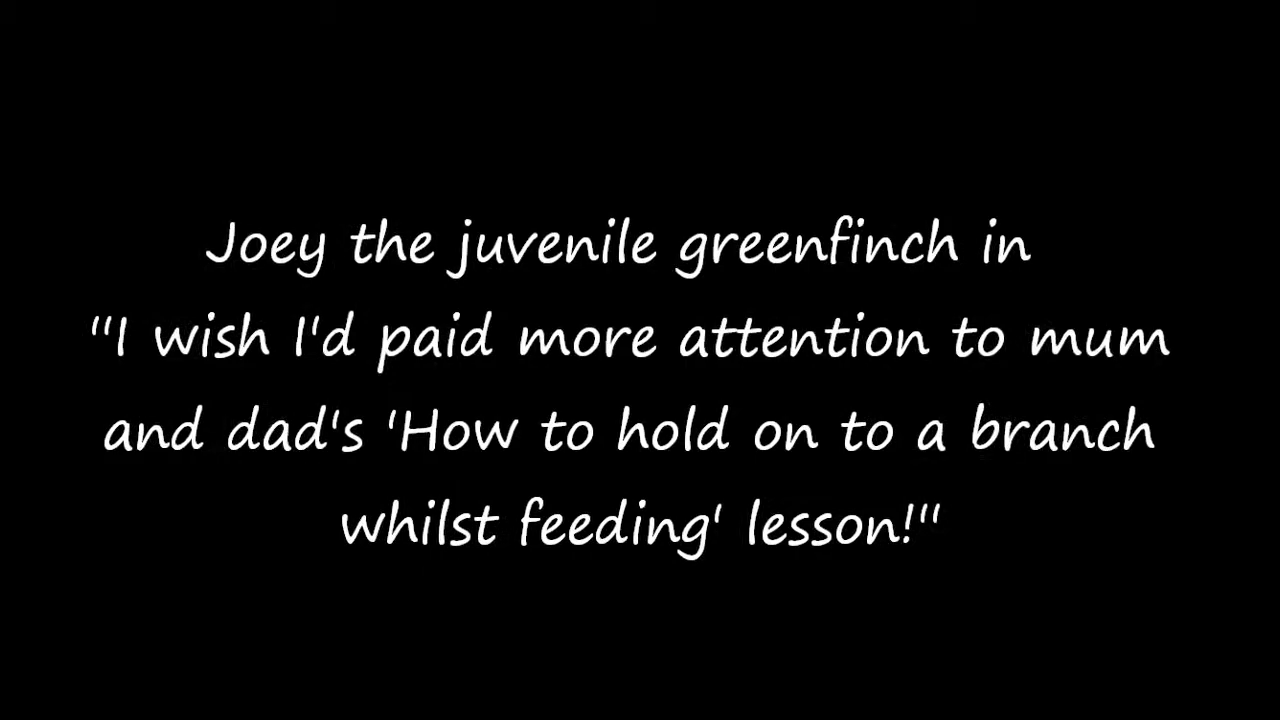 Joey the juvenile greenfinch in
"I wish I'd paid more attention to mum
and dad's 'How to hold on to a branch
whilst feeding' lesson!"